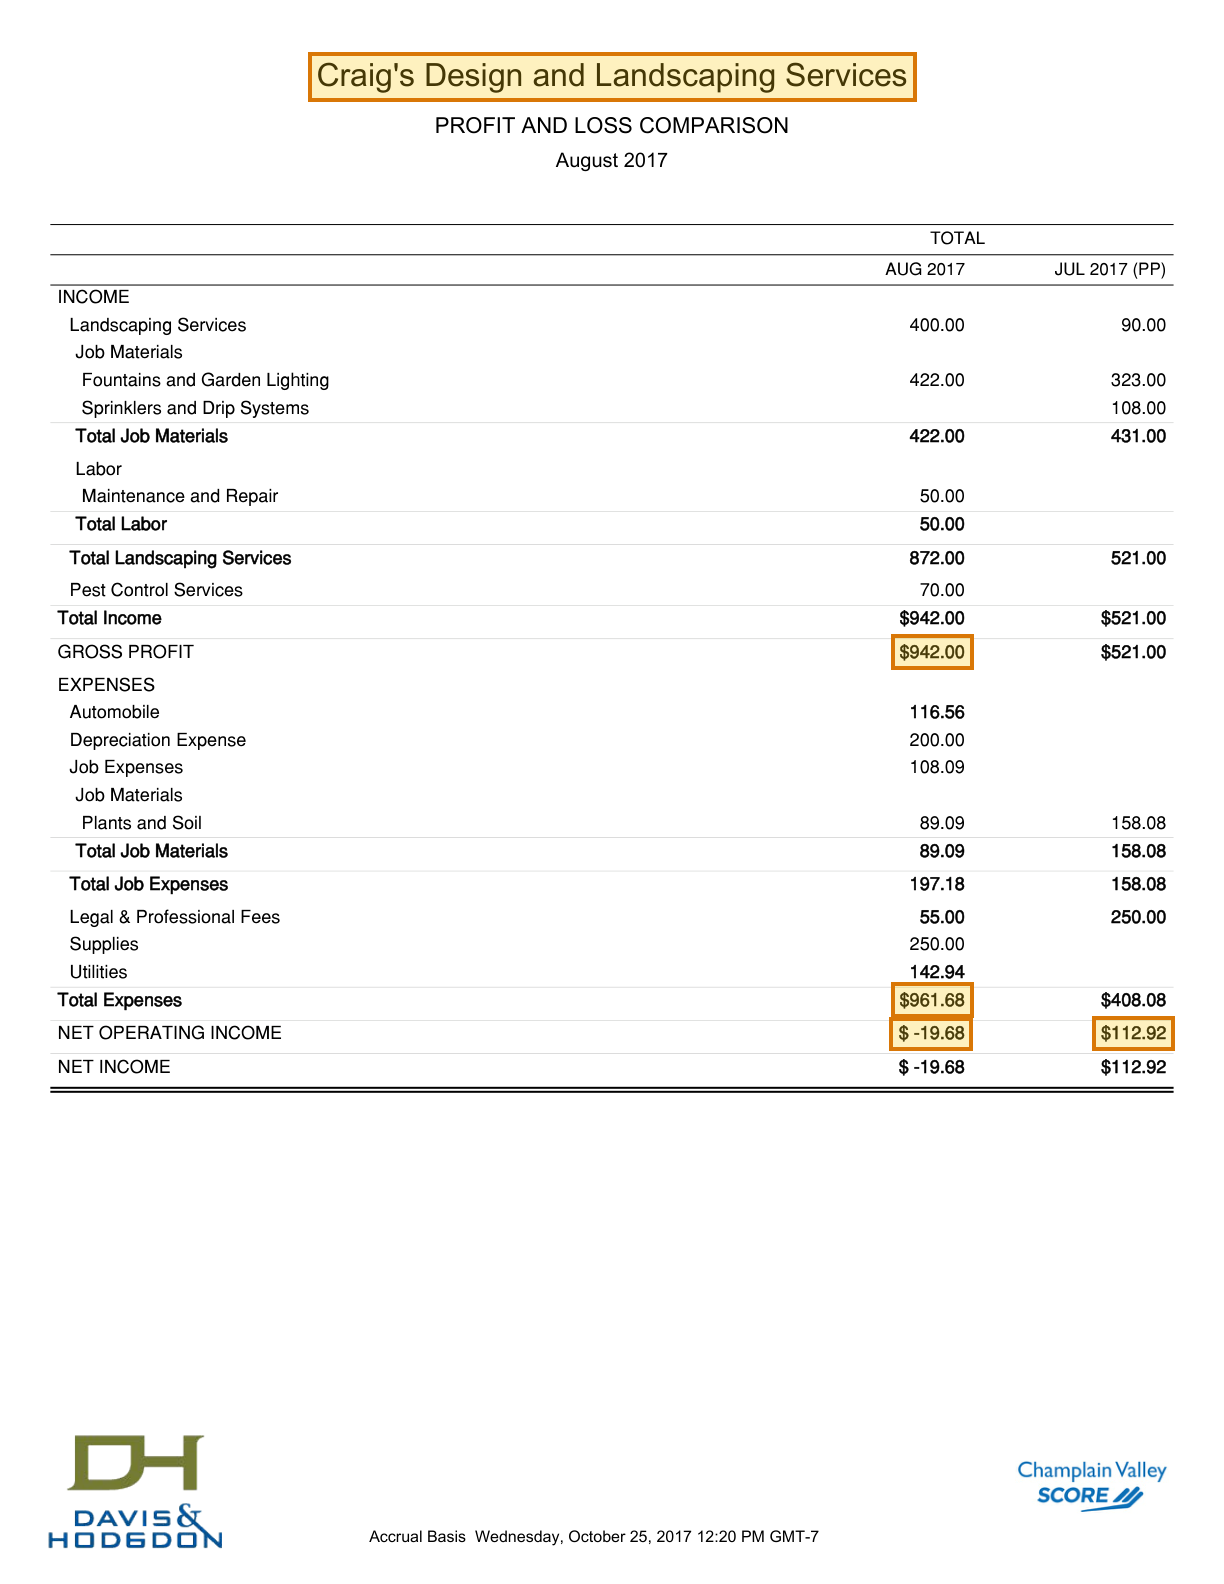 Craig's Design and Landscaping Services
PROFIT AND LOSS COMPARISON
August 2017
TOTAL
AUG 2017 JUL 2017 (PP)
INCOME
Landscaping Services 400.00 90.00
Job Materials
Fountains and Garden Lighting 422.00 323.00
Sprinklers and Drip Systems 108.00
Total Job Materials 422.00 431.00
Labor
Maintenance and Repair 50.00
Total Labor 50.00
Total Landscaping Services 872.00 521.00
Pest Control Services 70.00
Total Income $942.00 $521.00
GROSS PROFIT $942.00 $521.00
EXPENSES
Automobile 116.56
Depreciation Expense 200.00
Job Expenses 108.09
Job Materials
Plants and Soil 89.09 158.08
Total Job Materials 89.09 158.08
Total Job Expenses 197.18 158.08
Legal & Professional Fees 55.00 250.00
Supplies 250.00
Utilities 142.94
Total Expenses $961.68 $408.08
NET OPERATING INCOME $ -19.68 $112.92
NET INCOME $ -19.68 $112.92
DH
DAVIS &
HODGDON
Champlain Valley
SCORE
Accrual Basis Wednesday, October 25, 2017 12:20 PM GMT-7